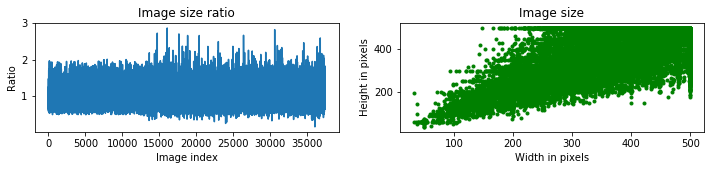 Image size ratio
3
2
1
Ratio
0 5000 10000 15000 20000 25000 30000 35000
Image index
Image size
400
200
Height in pixels
100 200 300 400 500
Width in pixels